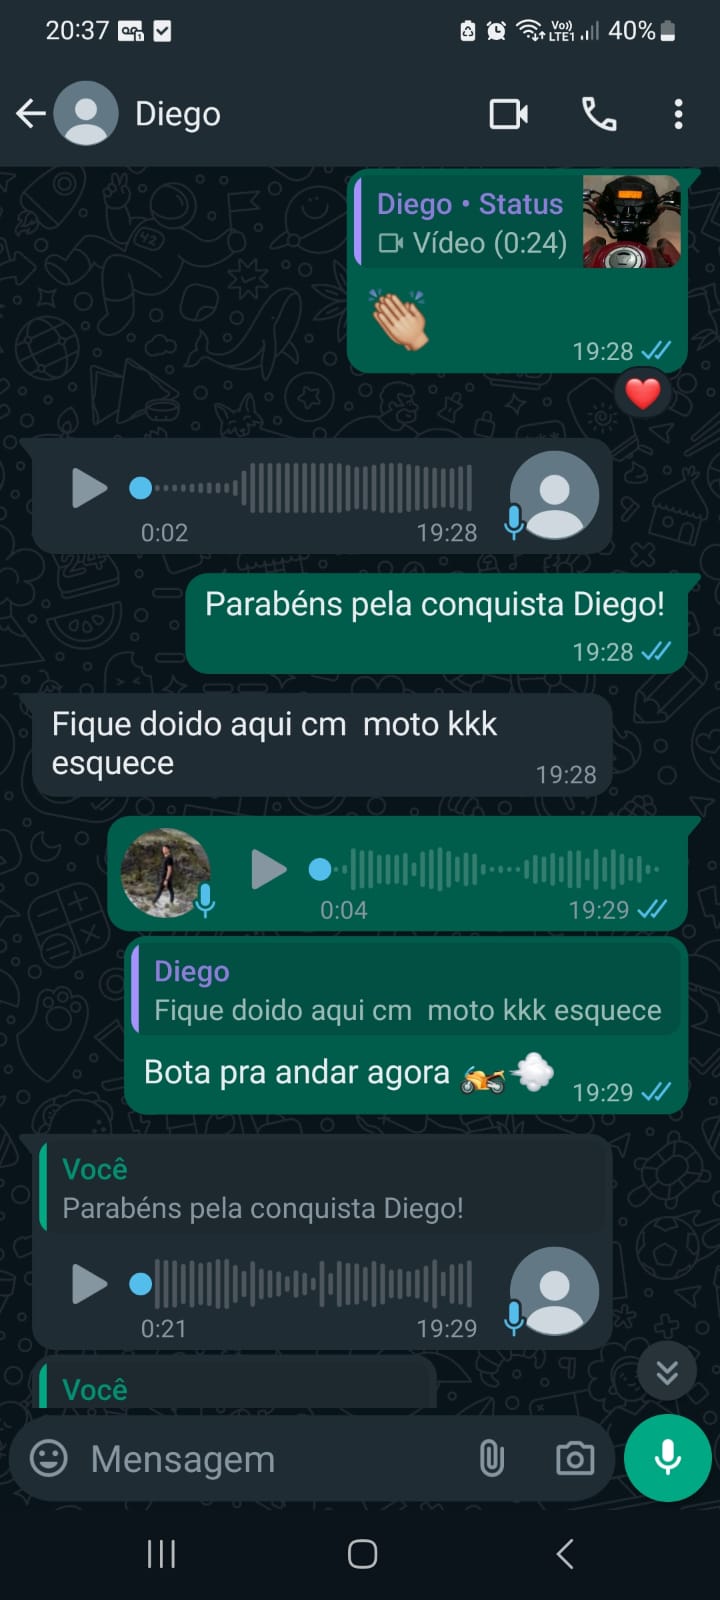 20:37
Vo))
LTE1
40%
Diego
Diego • Status
Vídeo (0:24)
19:28
0:02
19:28
Parabéns pela conquista Diego!
19:28
Fique doido aqui cm  moto kkk
esquece
19:28
0:04
19:29
Diego
Fique doido aqui cm  moto kkk esquece
Bota pra andar agora 🏍️💨
19:29
Você
Parabéns pela conquista Diego!
0:21
19:29
Você
Mensagem